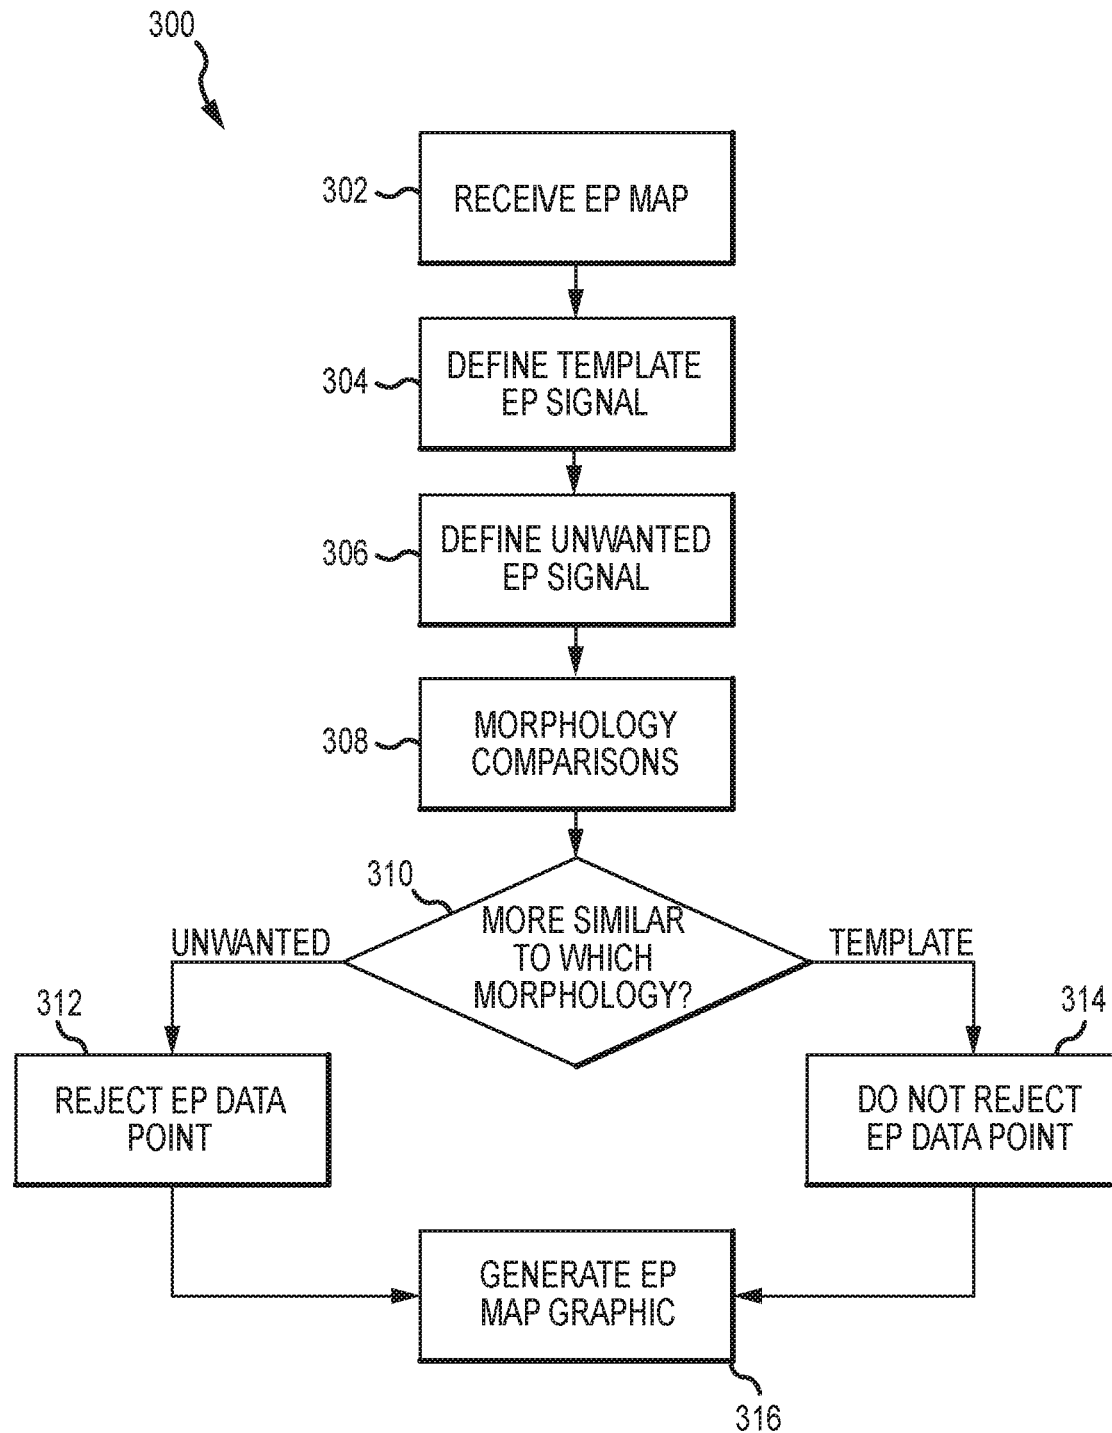 300
302
RECEIVE EP MAP
304
DEFINE TEMPLATE
EP SIGNAL
306
DEFINE UNWANTED
EP SIGNAL
308
MORPHOLOGY
COMPARISONS
310
MORE SIMILAR
TO WHICH
MORPHOLOGY?
UNWANTED
TEMPLATE
312
REJECT EP DATA
POINT
314
DO NOT REJECT
EP DATA POINT
GENERATE EP
MAP GRAPHIC
316